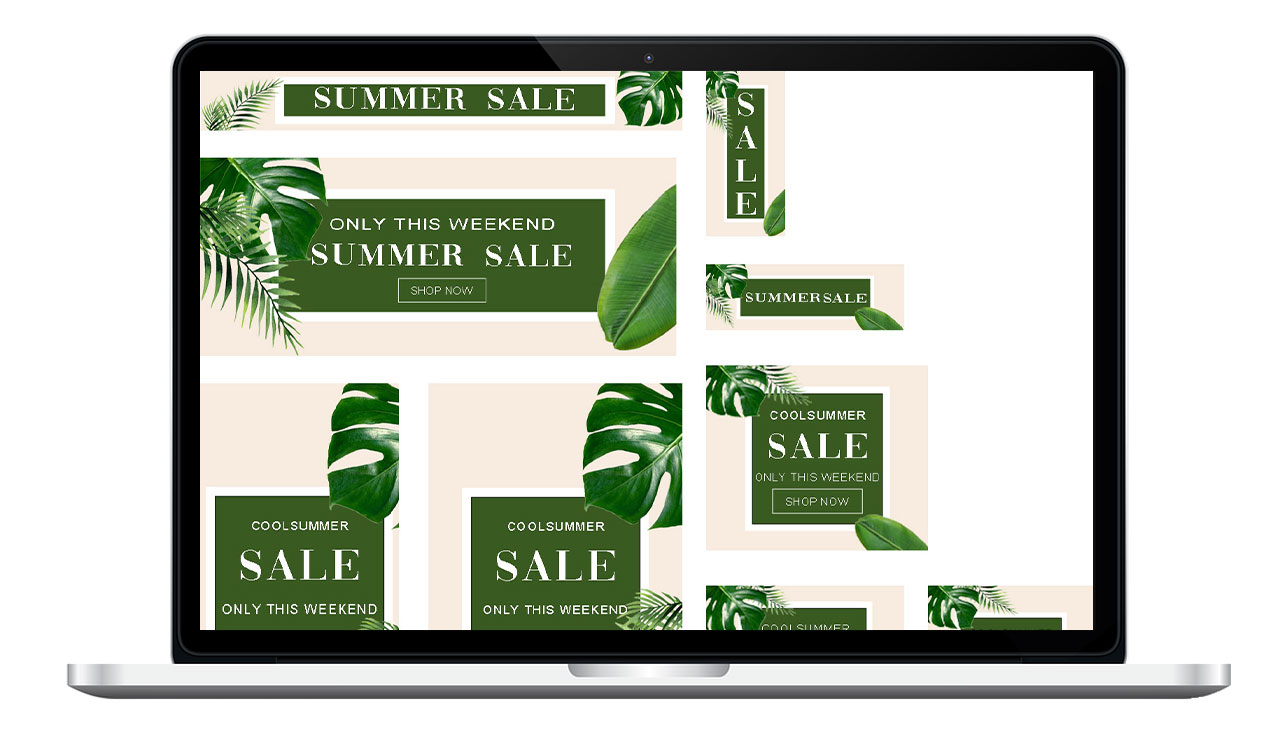 SUMMER SALE
ONLY THIS WEEKEND
SUMMER SALE
SHOP NOW
COOLSUMMER
SALE
ONLY THIS WEEKEND
COOLSUMMER
SALE
ONLY THIS WEEKEND
S
A
L
E
SUMMERSALE
COOLSUMMER
SALE
ONLY THIS WEEKEND
SHOP NOW
COOLSUMMER